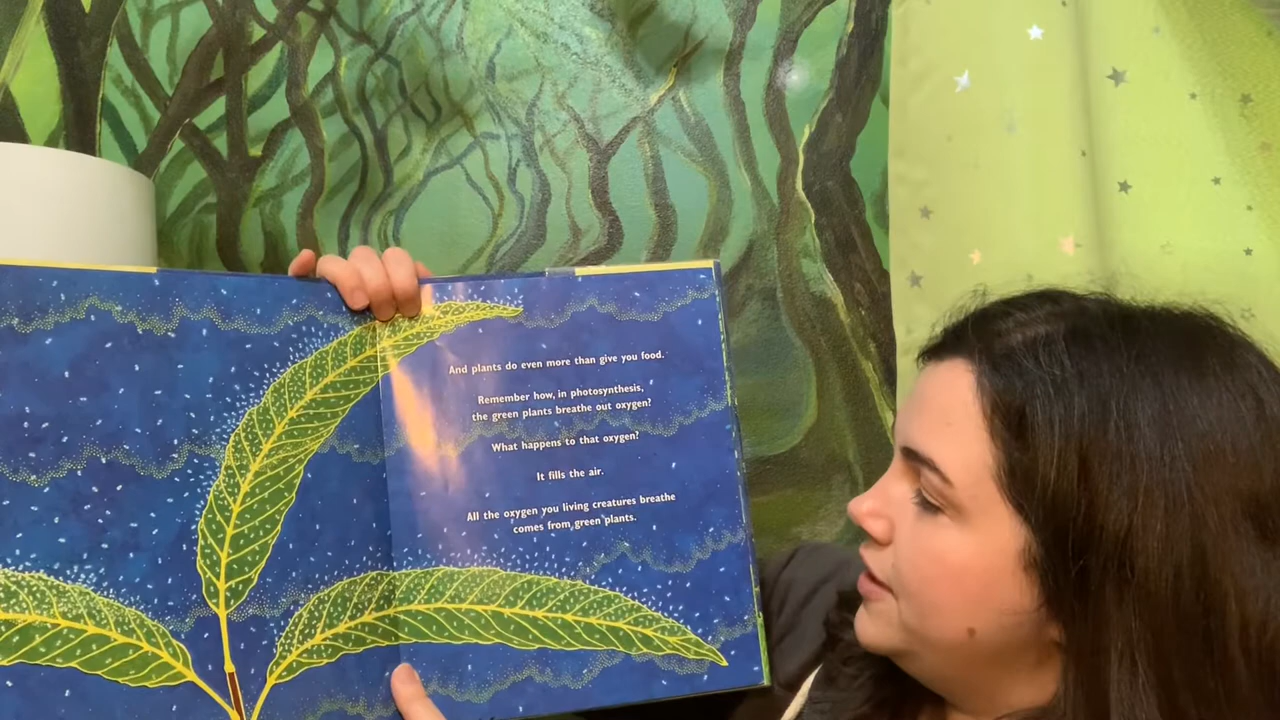 And plants do even more than give you food.
Remember how, in photosynthesis,
the green plants breathe out oxygen?
What happens to that oxygen?
It fills the air.
All the oxygen you living creatures breathe
comes from green plants.